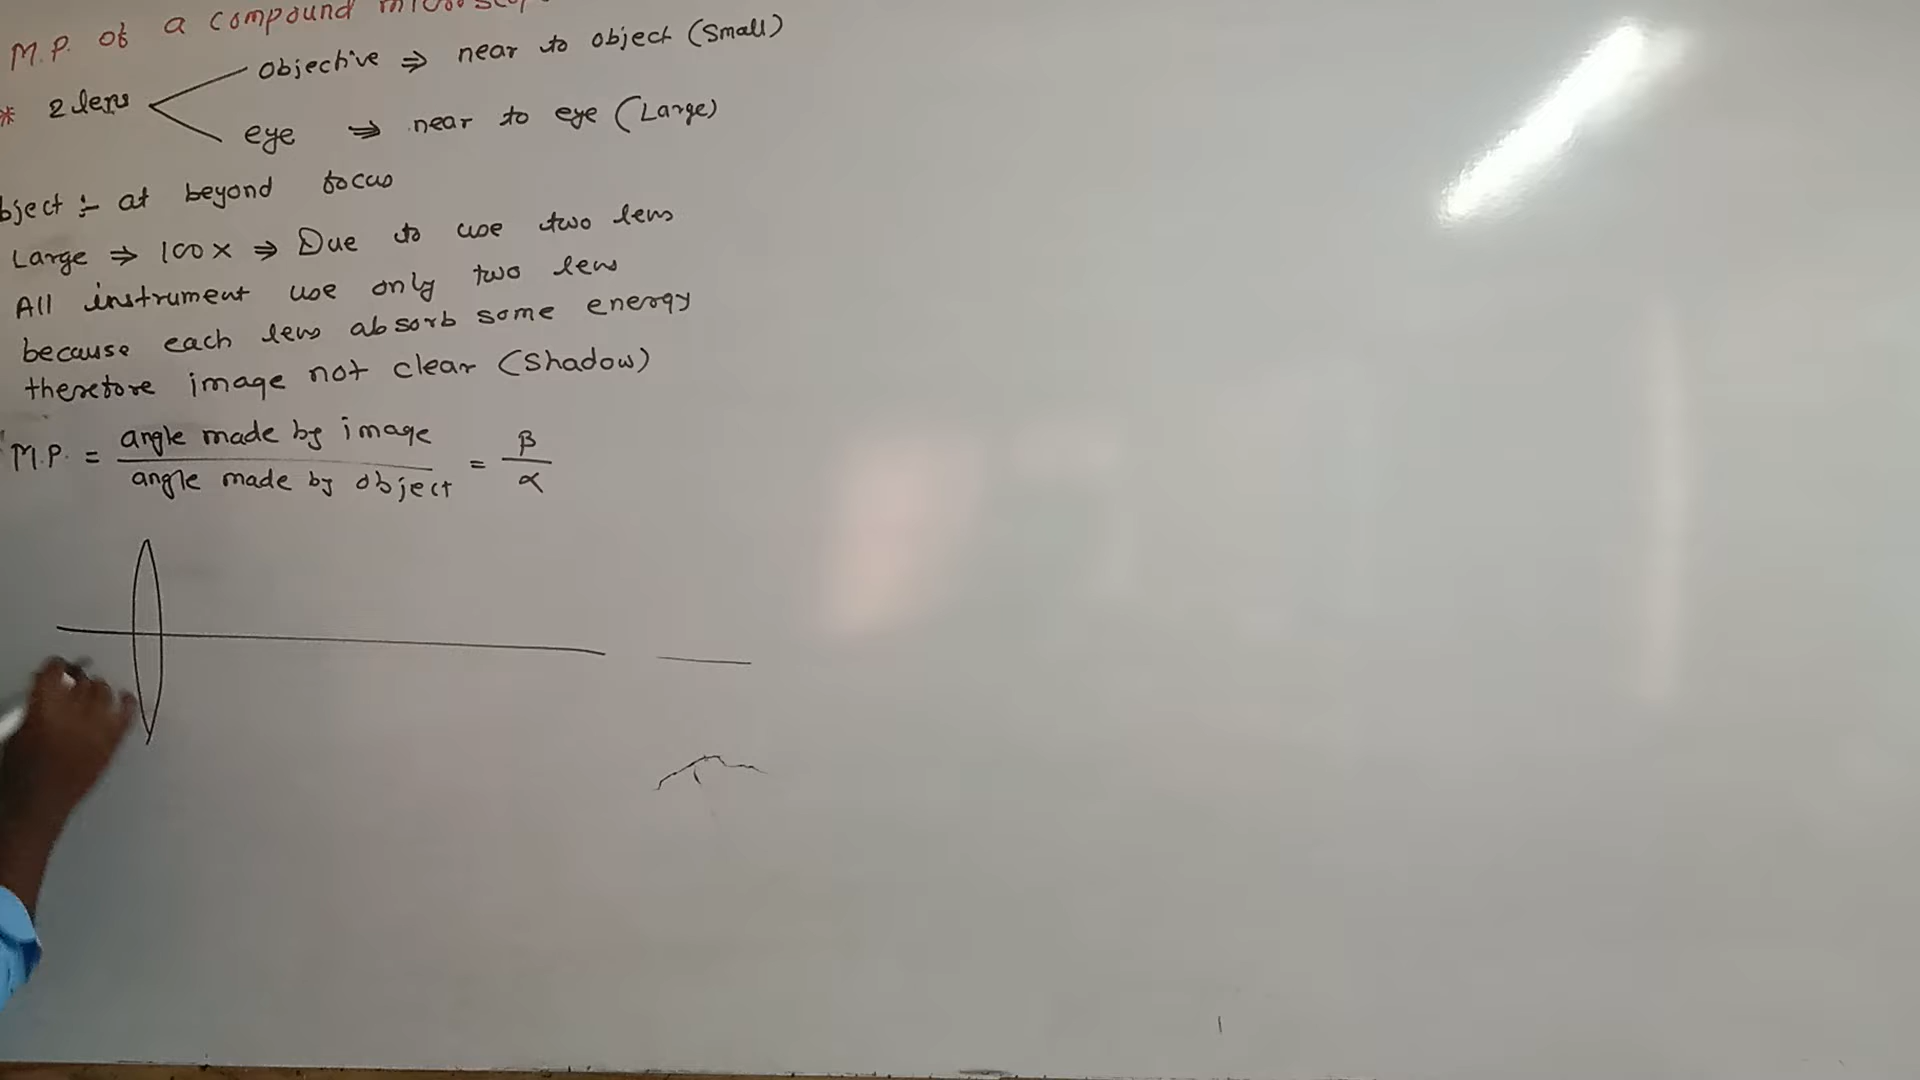 M.P. of a compound
* 2 lens
objective ⇒ near to object (small)
eye ⇒ near to eye (Large)
bject :- at beyond focus
Large ⇒ 100x ⇒ Due to use two lens
All instrument use only two lens
because each lens absorb some energy
therefore image not clear (shadow)
M.P. = angle made by image / angle made by object = β / α